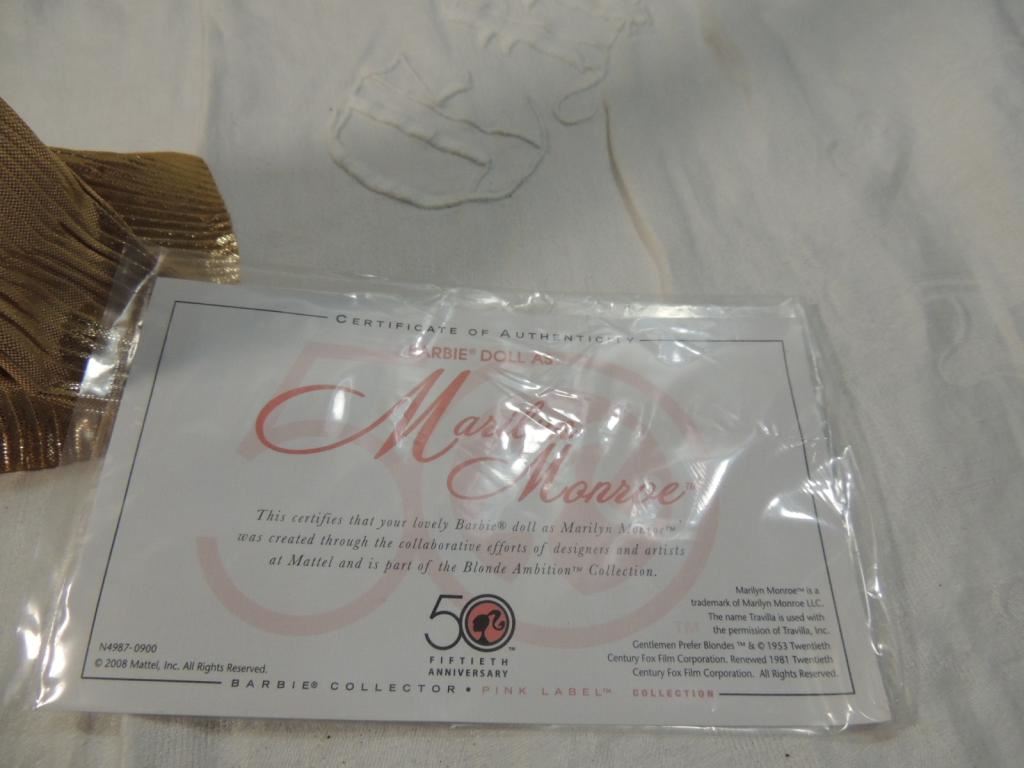 CERTIFICATE OF AUTHENTICITY
BARBIE® DOLL AS
Marilyn
Monroe™
This certifies that your lovely Barbie® doll as Marilyn Monroe™
was created through the collaborative efforts of designers and artists
at Mattel and is part of the Blonde Ambition™ Collection.
50™
FIFTIETH
ANNIVERSARY
N4987-0900
© 2008 Mattel, Inc. All Rights Reserved.
Marilyn Monroe™ is a
trademark of Marilyn Monroe LLC.
The name Travilla is used with
the permission of Travilla, Inc.
Gentlemen Prefer Blondes ™ & © 1953 Twentieth
Century Fox Film Corporation. Renewed 1981 Twentieth
Century Fox Film Corporation. All Rights Reserved.
BARBIE® COLLECTOR • PINK LABEL™ COLLECTION